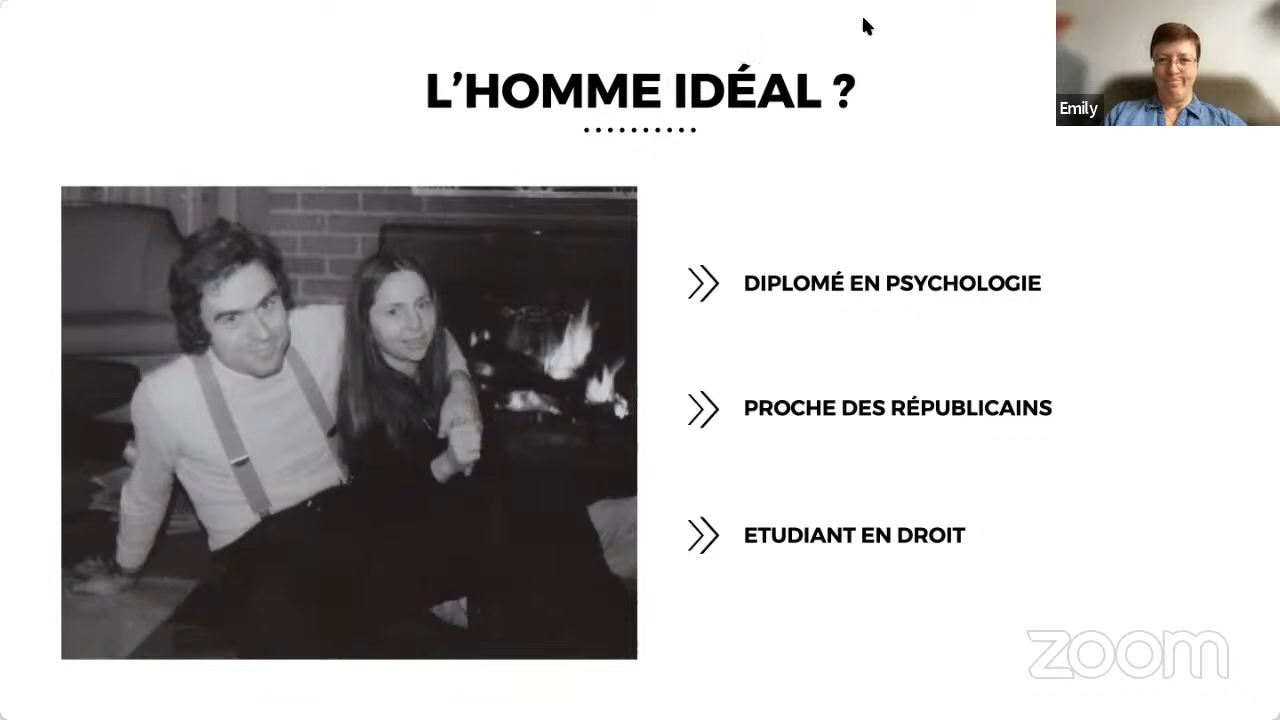 L’HOMME IDÉAL ?
Emily
DIPLOMÉ EN PSYCHOLOGIE
PROCHE DES RÉPUBLICAINS
ETUDIANT EN DROIT
zoom